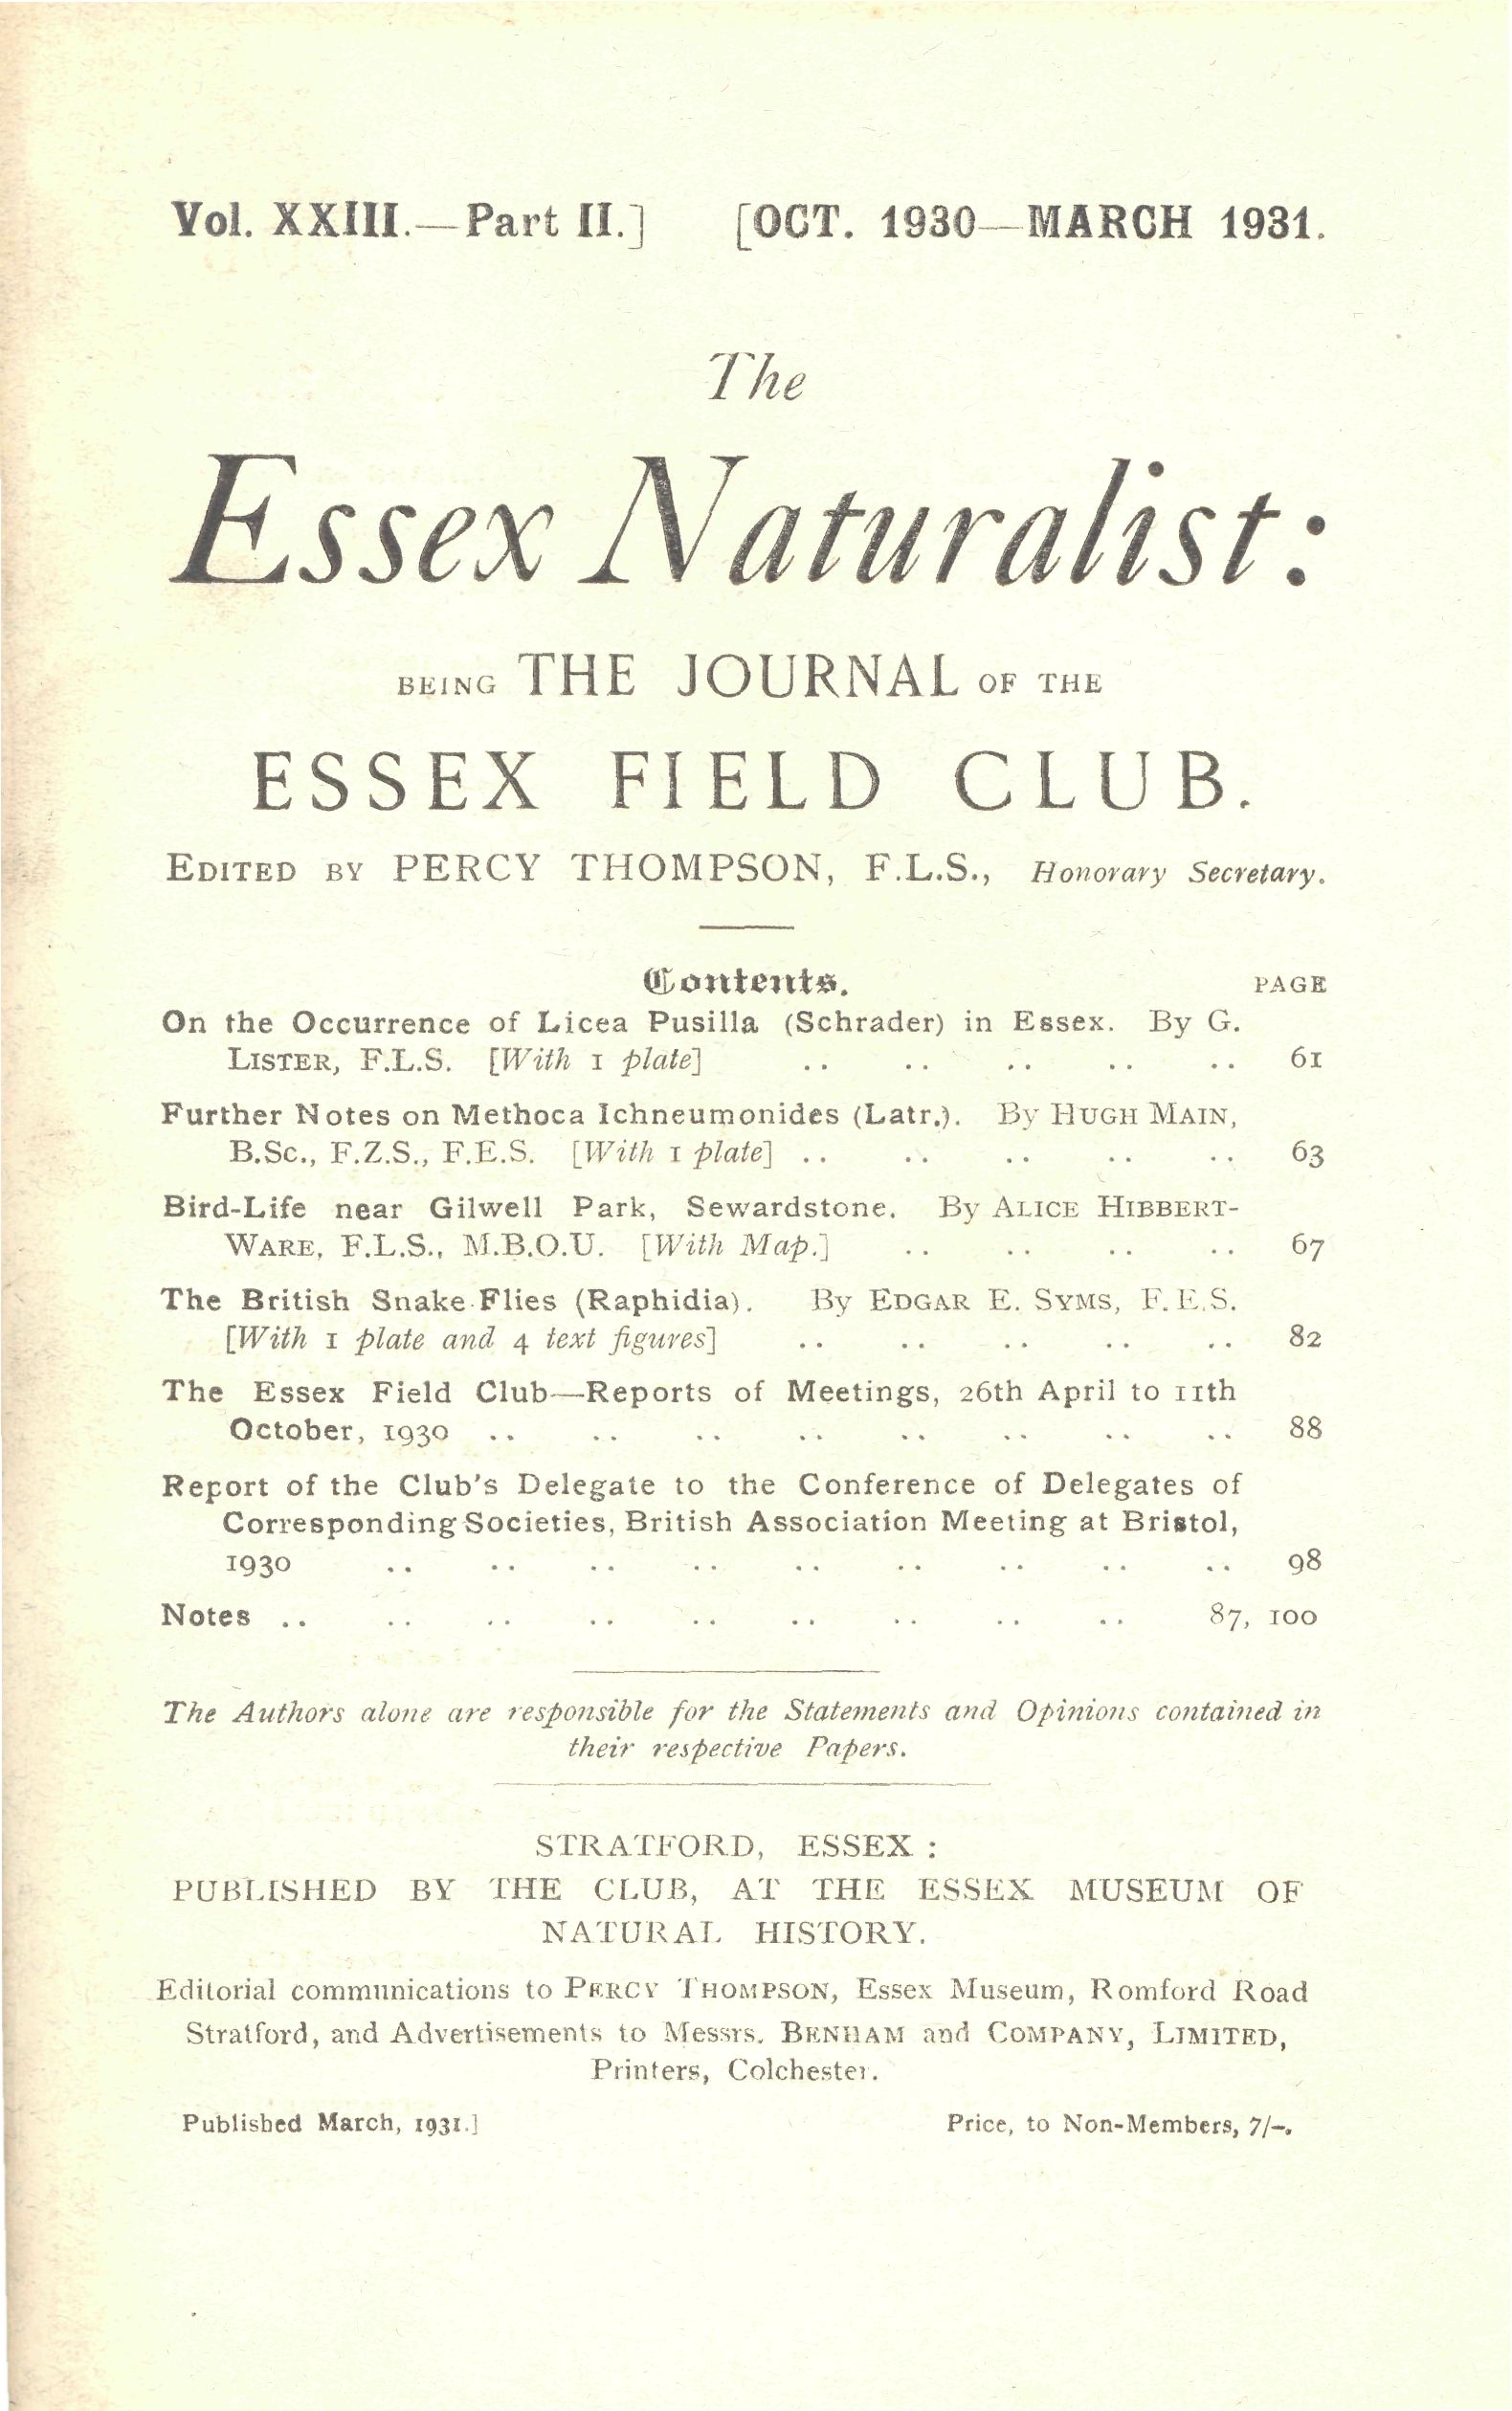 Vol. XXIII.—Part II.] [OCT. 1930—MARCH 1931.
The
Essex Naturalist:
BEING THE JOURNAL OF THE
ESSEX FIELD CLUB.
EDITED BY PERCY THOMPSON, F.L.S., Honorary Secretary.
Contents. PAGE
On the Occurrence of Licea Pusilla (Schrader) in Essex. By G.
LISTER, F.L.S. [With 1 plate] .. .. .. .. .. 61
Further Notes on Methoca Ichneumonides (Latr.). By HUGH MAIN,
B.Sc., F.Z.S., F.E.S. [With 1 plate] .. .. .. .. .. 63
Bird-Life near Gilwell Park, Sewardstone. By ALICE HIBBERT-
WARE, F.L.S., M.B.O.U. [With Map.] .. .. .. .. 67
The British Snake-Flies (Raphidia). By EDGAR E. SYMS, F.E.S.
[With 1 plate and 4 text figures] .. .. .. .. .. 82
The Essex Field Club—Reports of Meetings, 26th April to 11th
October, 1930 .. .. .. .. .. .. .. .. 88
Report of the Club's Delegate to the Conference of Delegates of
Corresponding Societies, British Association Meeting at Bristol,
1930 .. .. .. .. .. .. .. .. .. 98
Notes .. .. .. .. .. .. .. .. .. 87, 100
The Authors alone are responsible for the Statements and Opinions contained in
their respective Papers.
STRATFORD, ESSEX :
PUBLISHED BY THE CLUB, AT THE ESSEX MUSEUM OF
NATURAL HISTORY.
Editorial communications to PERCY THOMPSON, Essex Museum, Romford Road
Stratford, and Advertisements to Messrs. BENHAM and COMPANY, LIMITED,
Printers, Colchester.
Published March, 1931.] Price, to Non-Members, 7/-.